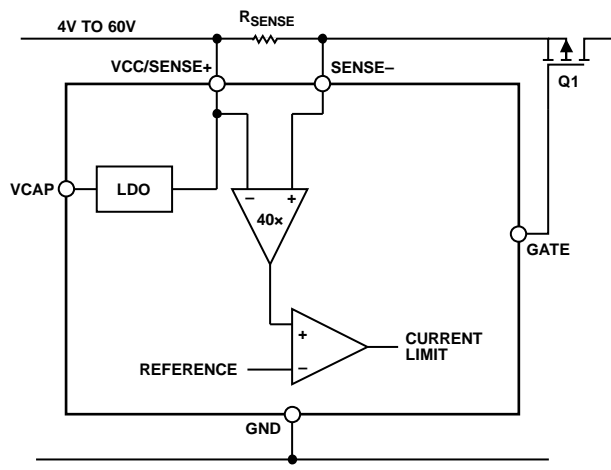 4V TO 60V
RSENSE
VCC/SENSE+
SENSE–
Q1
VCAP
LDO
–
+
40×
GATE
+
–
REFERENCE
CURRENT
LIMIT
GND